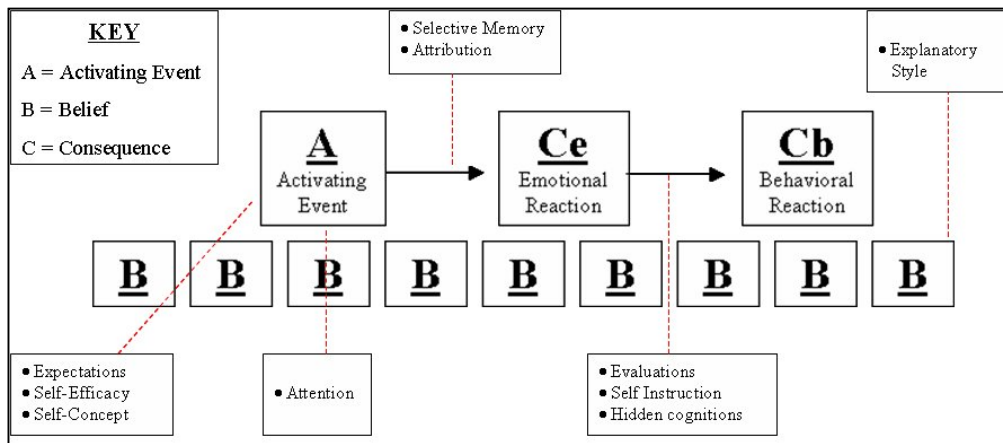 KEY
A = Activating Event
B = Belief
C = Consequence
• Selective Memory
• Attribution
• Explanatory
Style
A
Activating
Event
Ce
Emotional
Reaction
Cb
Behavioral
Reaction
B B B B B B B B B
• Expectations
• Self-Efficacy
• Self-Concept
• Attention
• Evaluations
• Self Instruction
• Hidden cognitions